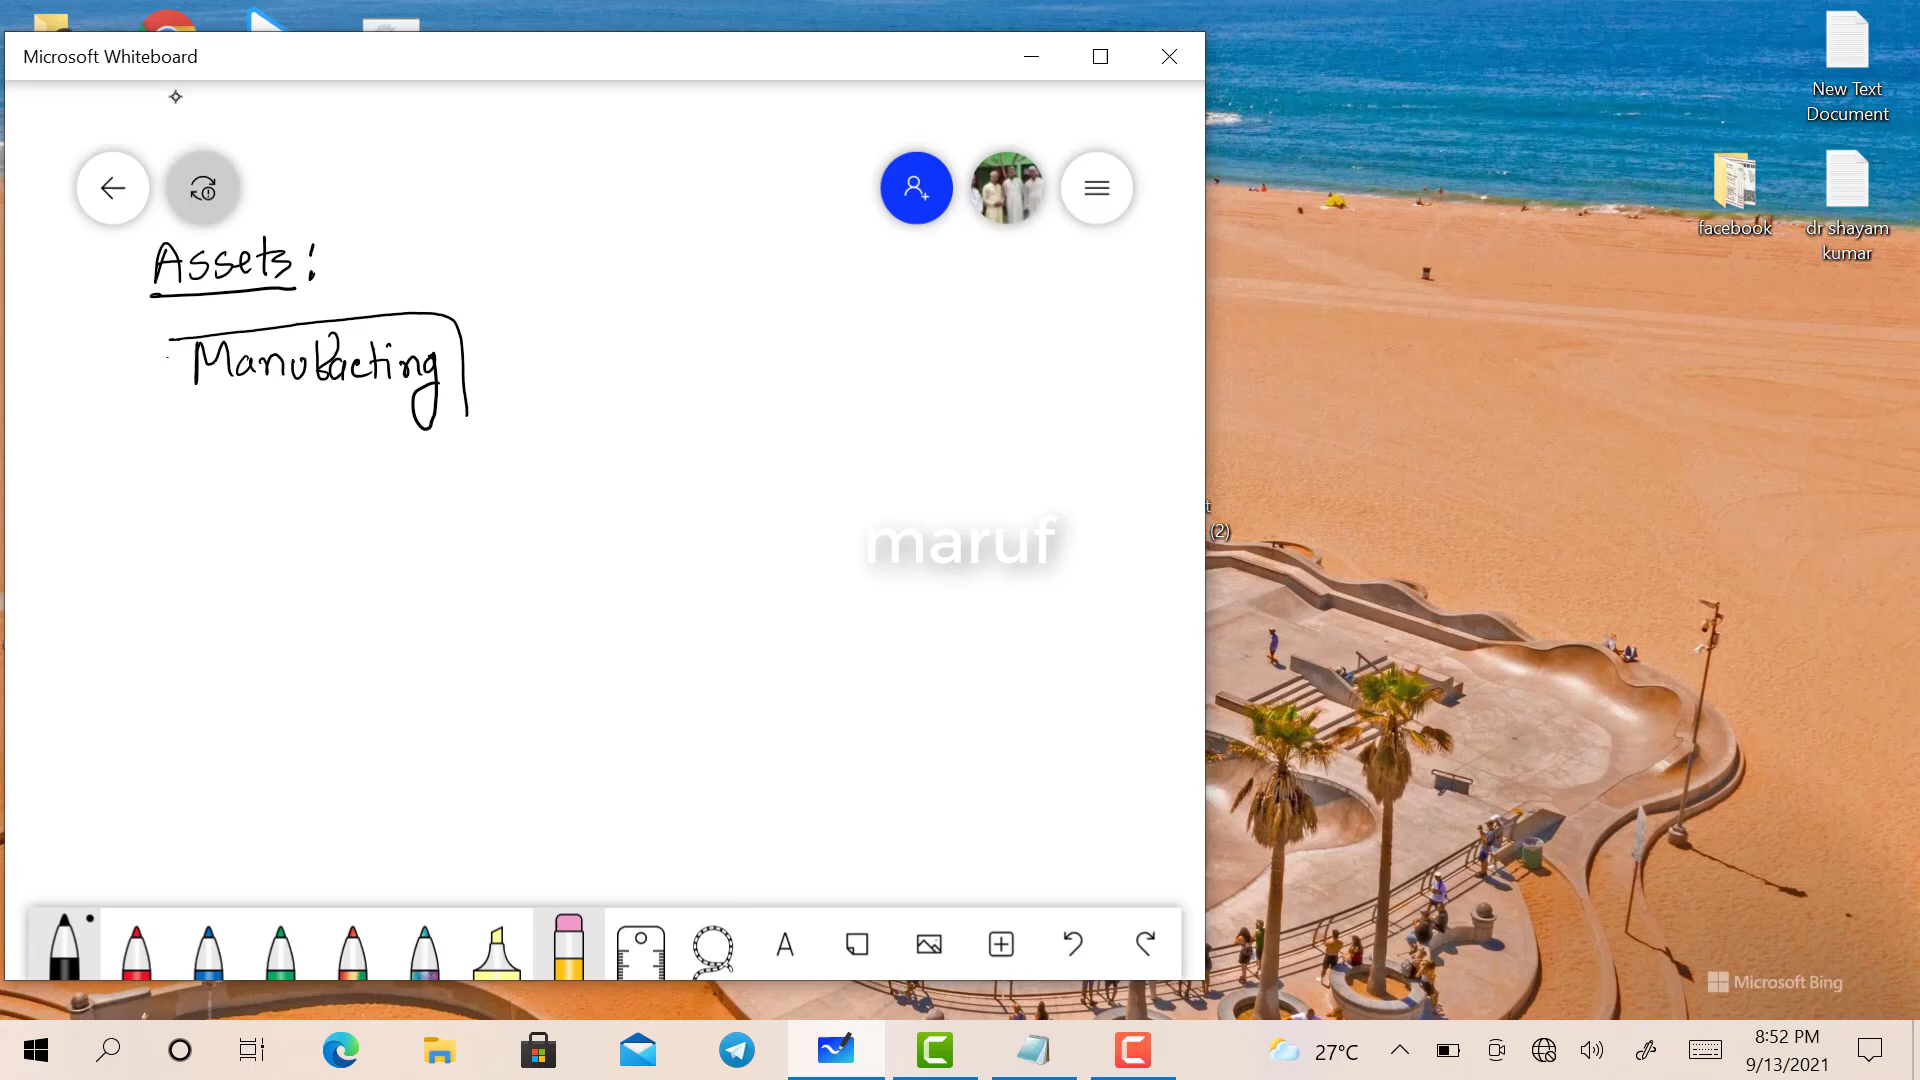 Microsoft Whiteboard
Assets:
Manufacting
maruf
A
New Text
Document
facebook
dr shayam
kumar
t
(2)
Microsoft Bing
27°C
8:52 PM
9/13/2021